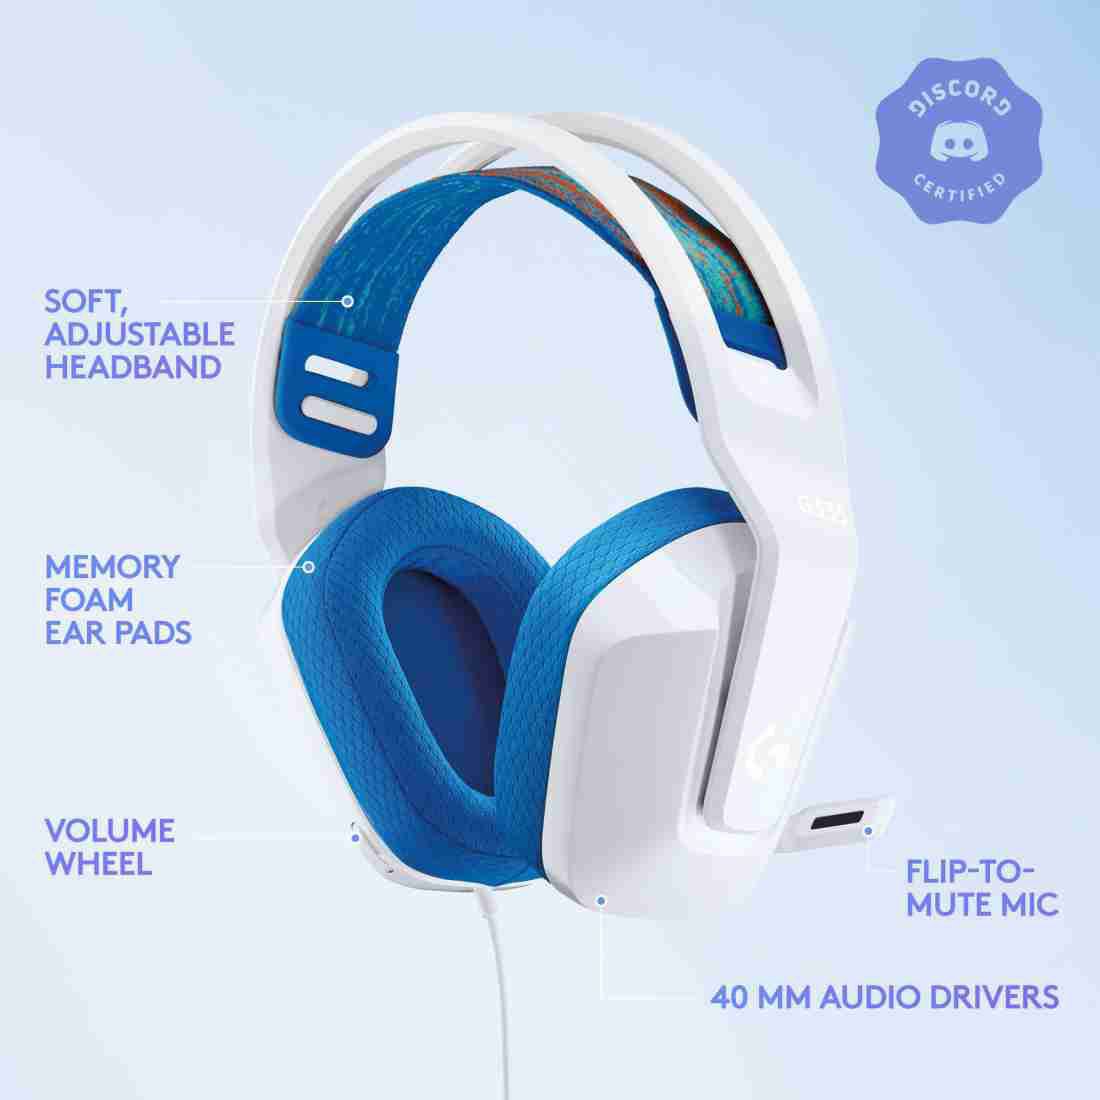 DISCORD
CERTIFIED
SOFT,
ADJUSTABLE
HEADBAND
G335
MEMORY
FOAM
EAR PADS
VOLUME
WHEEL
FLIP-TO-
MUTE MIC
40 MM AUDIO DRIVERS